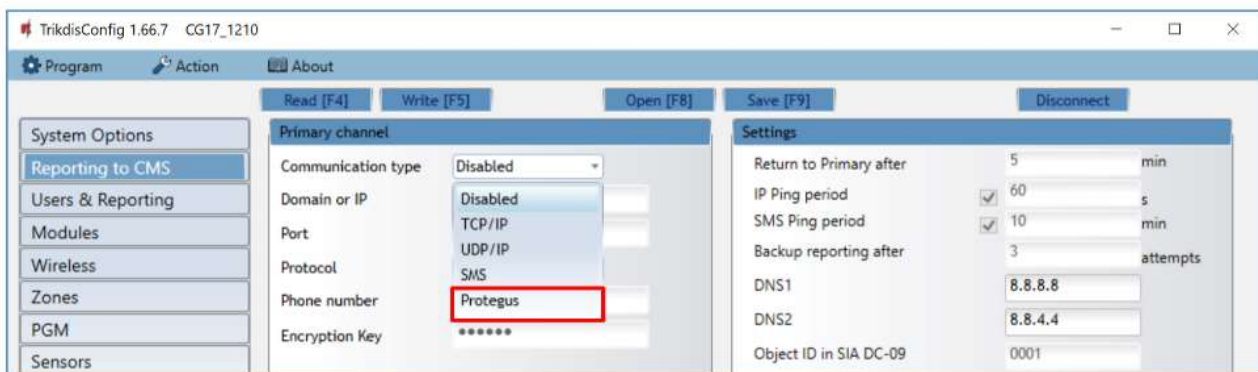 TrikdisConfig 1.66.7 CG17_1210
Program Action About
Read [F4] Write [F5] Open [F8] Save [F9] Disconnect
System Options
Reporting to CMS
Users & Reporting
Modules
Wireless
Zones
PGM
Sensors
Primary channel
Communication type Disabled
Domain or IP
Port
Protocol
Phone number
Encryption Key ••••••
Disabled
TCP/IP
UDP/IP
SMS
Protegus
Settings
Return to Primary after 5 min
IP Ping period 60 s
SMS Ping period 10 min
Backup reporting after 3 attempts
DNS1 8.8.8.8
DNS2 8.8.4.4
Object ID in SIA DC-09 0001